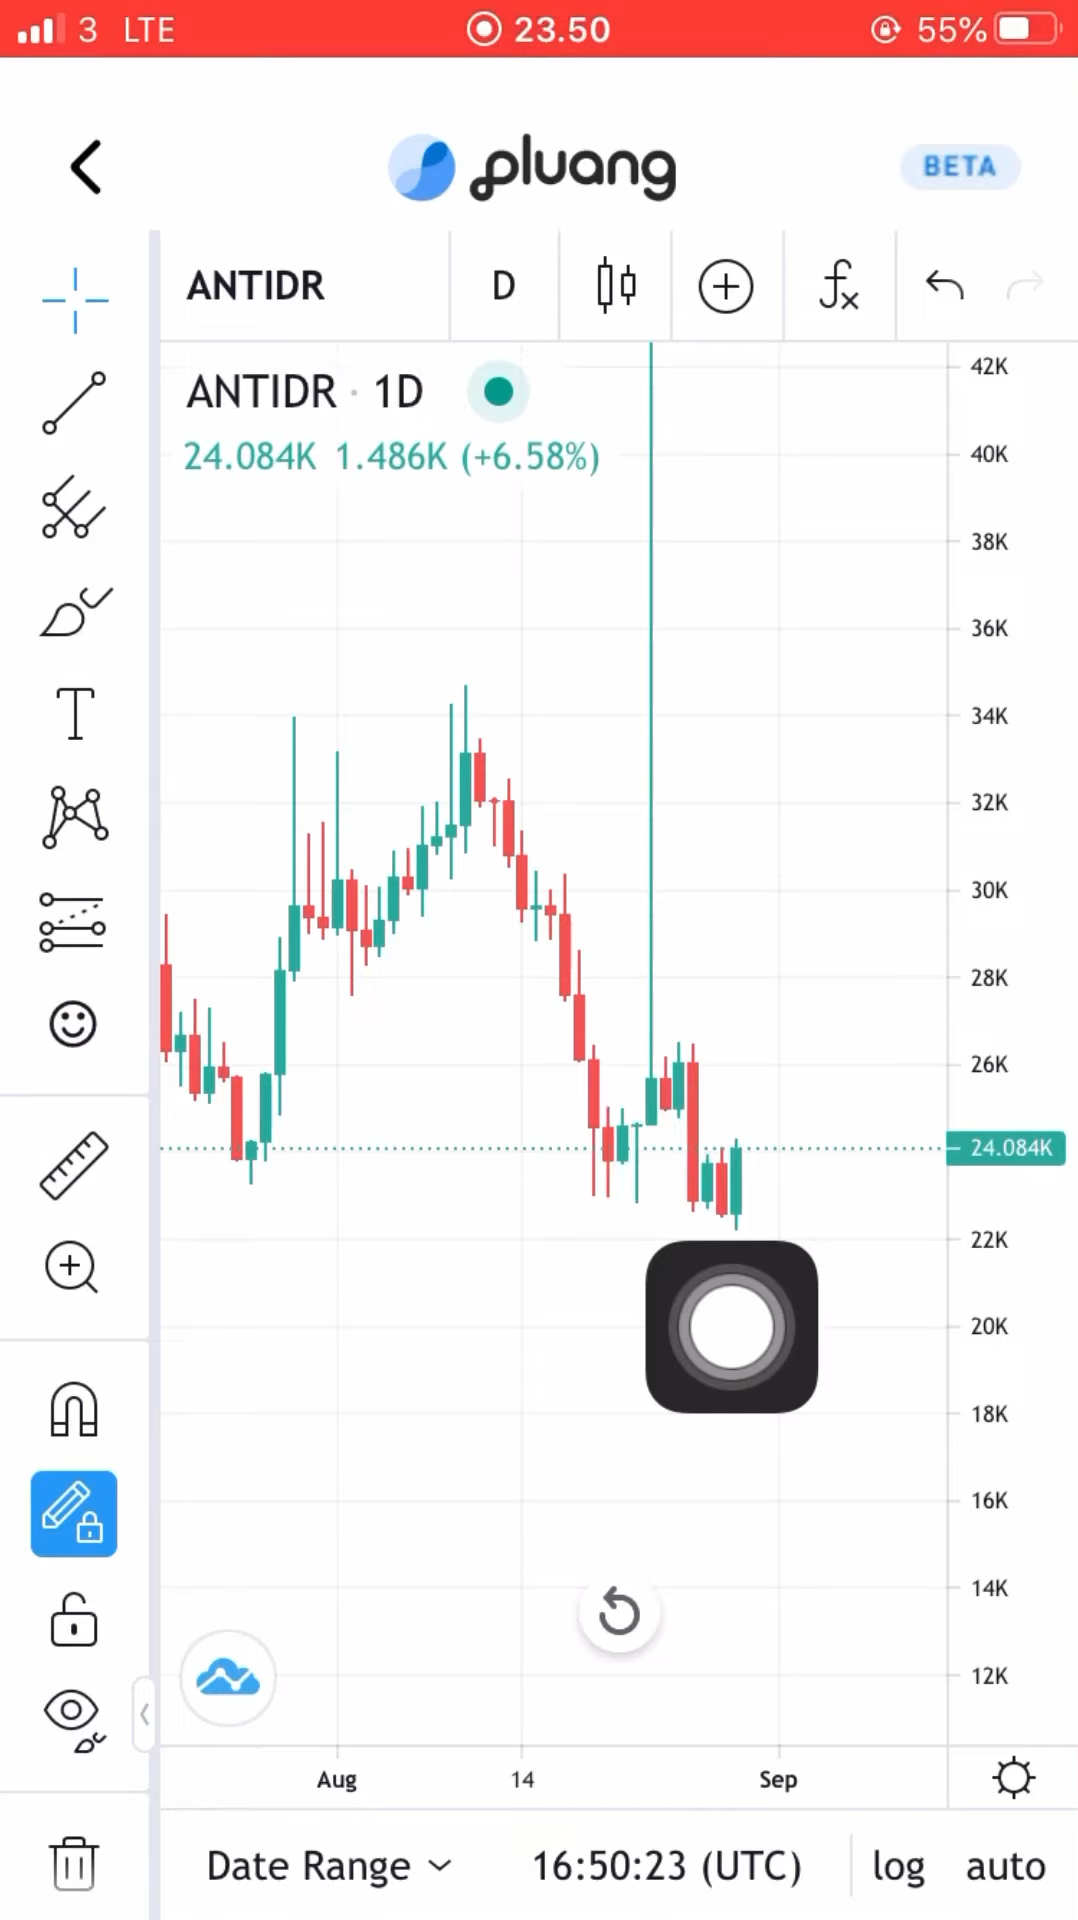 3 LTE 23.50 55%
pluang BETA
ANTIDR D
ANTIDR · 1D
24.084K 1.486K (+6.58%)
42K
40K
38K
36K
34K
32K
30K
28K
26K
24.084K
22K
20K
18K
16K
14K
12K
Aug 14 Sep
Date Range 16:50:23 (UTC) log auto